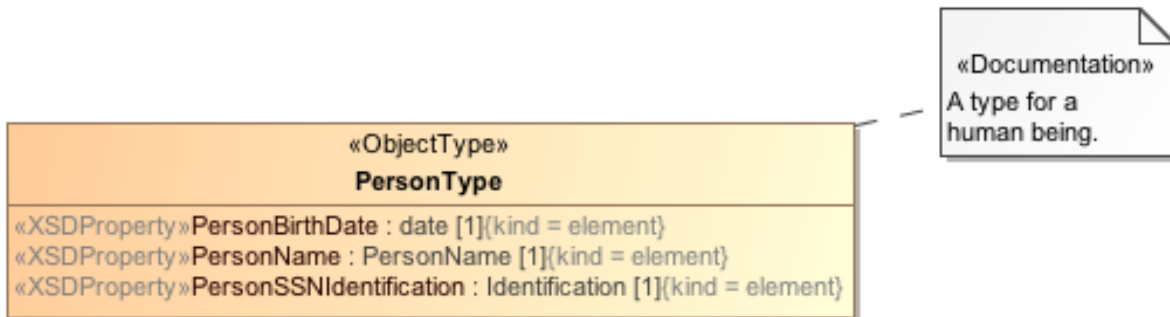 «Documentation»
A type for a
human being.
«ObjectType»
PersonType
«XSDProperty»PersonBirthDate : date [1]{kind = element}
«XSDProperty»PersonName : PersonName [1]{kind = element}
«XSDProperty»PersonSSNIdentification : Identification [1]{kind = element}